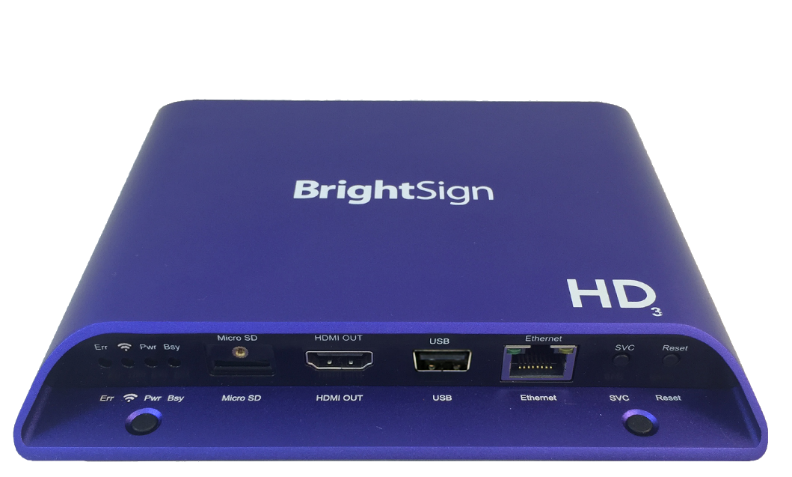 BrightSign
HD3
Err Pwr Bsy Micro SD HDMI OUT USB Ethernet SVC Reset
Err Pwr Bsy Micro SD HDMI OUT USB Ethernet SVC Reset